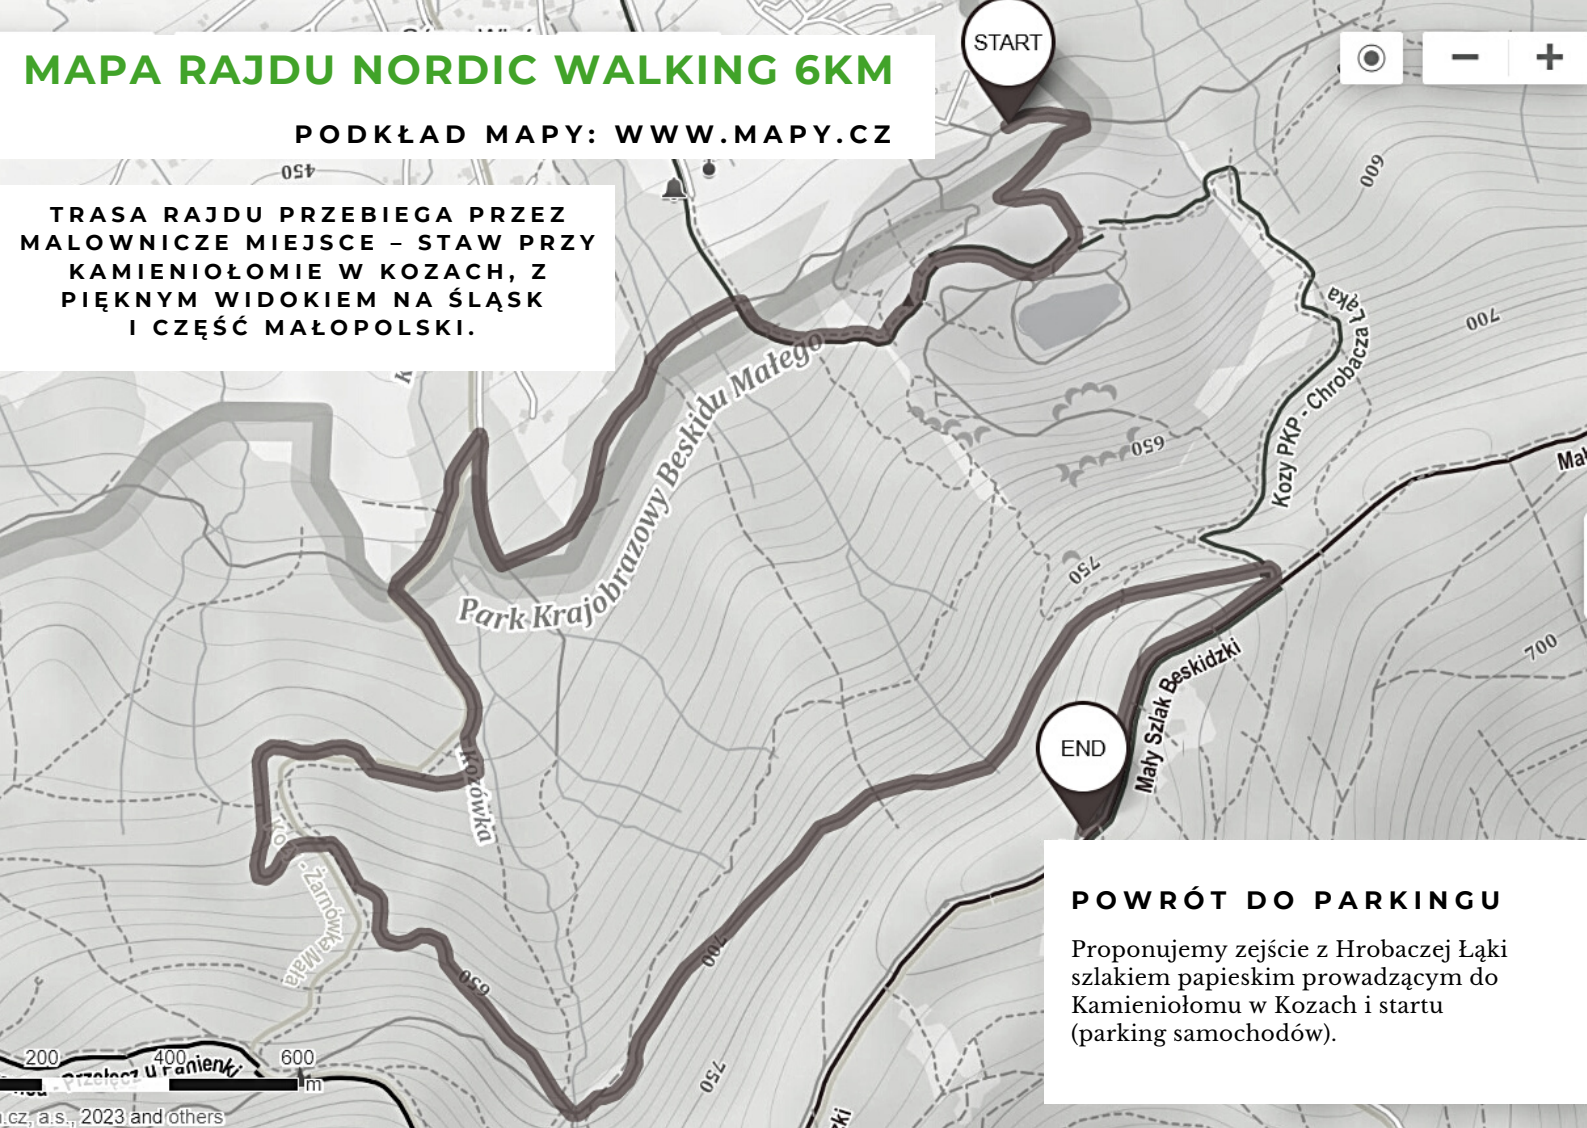 START
MAPA RAJDU NORDIC WALKING 6KM
PODKŁAD MAPY: WWW.MAPY.CZ
450
TRASA RAJDU PRZEBIEGA PRZEZ
MALOWNICZE MIEJSCE – STAW PRZY
KAMIENIOŁOMIE W KOZACH, Z
PIĘKNYM WIDOKIEM NA ŚLĄSK
I CZĘŚĆ MAŁOPOLSKI.
600
700
Kozy PKP - Chrobacza Łąka
650
Park Krajobrazowy Beskidu Małego
750
700
Mały Szlak Beskidzki
END
Kozówka
Żarnówka Mała
650
700
750
POWRÓT DO PARKINGU
Proponujemy zejście z Hrobaczej Łąki
szlakiem papieskim prowadzącym do
Kamieniołomu w Kozach i startu
(parking samochodów).
200 400 600
m
Przełęcz u Panienki
.cz, a.s., 2023 and others